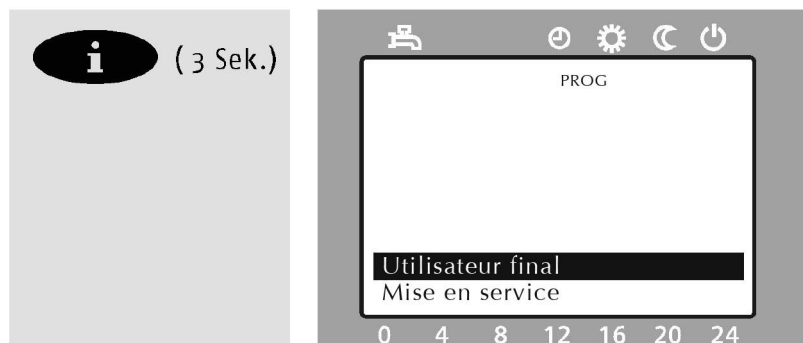 i (3 Sek.)
PROG
Utilisateur final
Mise en service
0 4 8 12 16 20 24